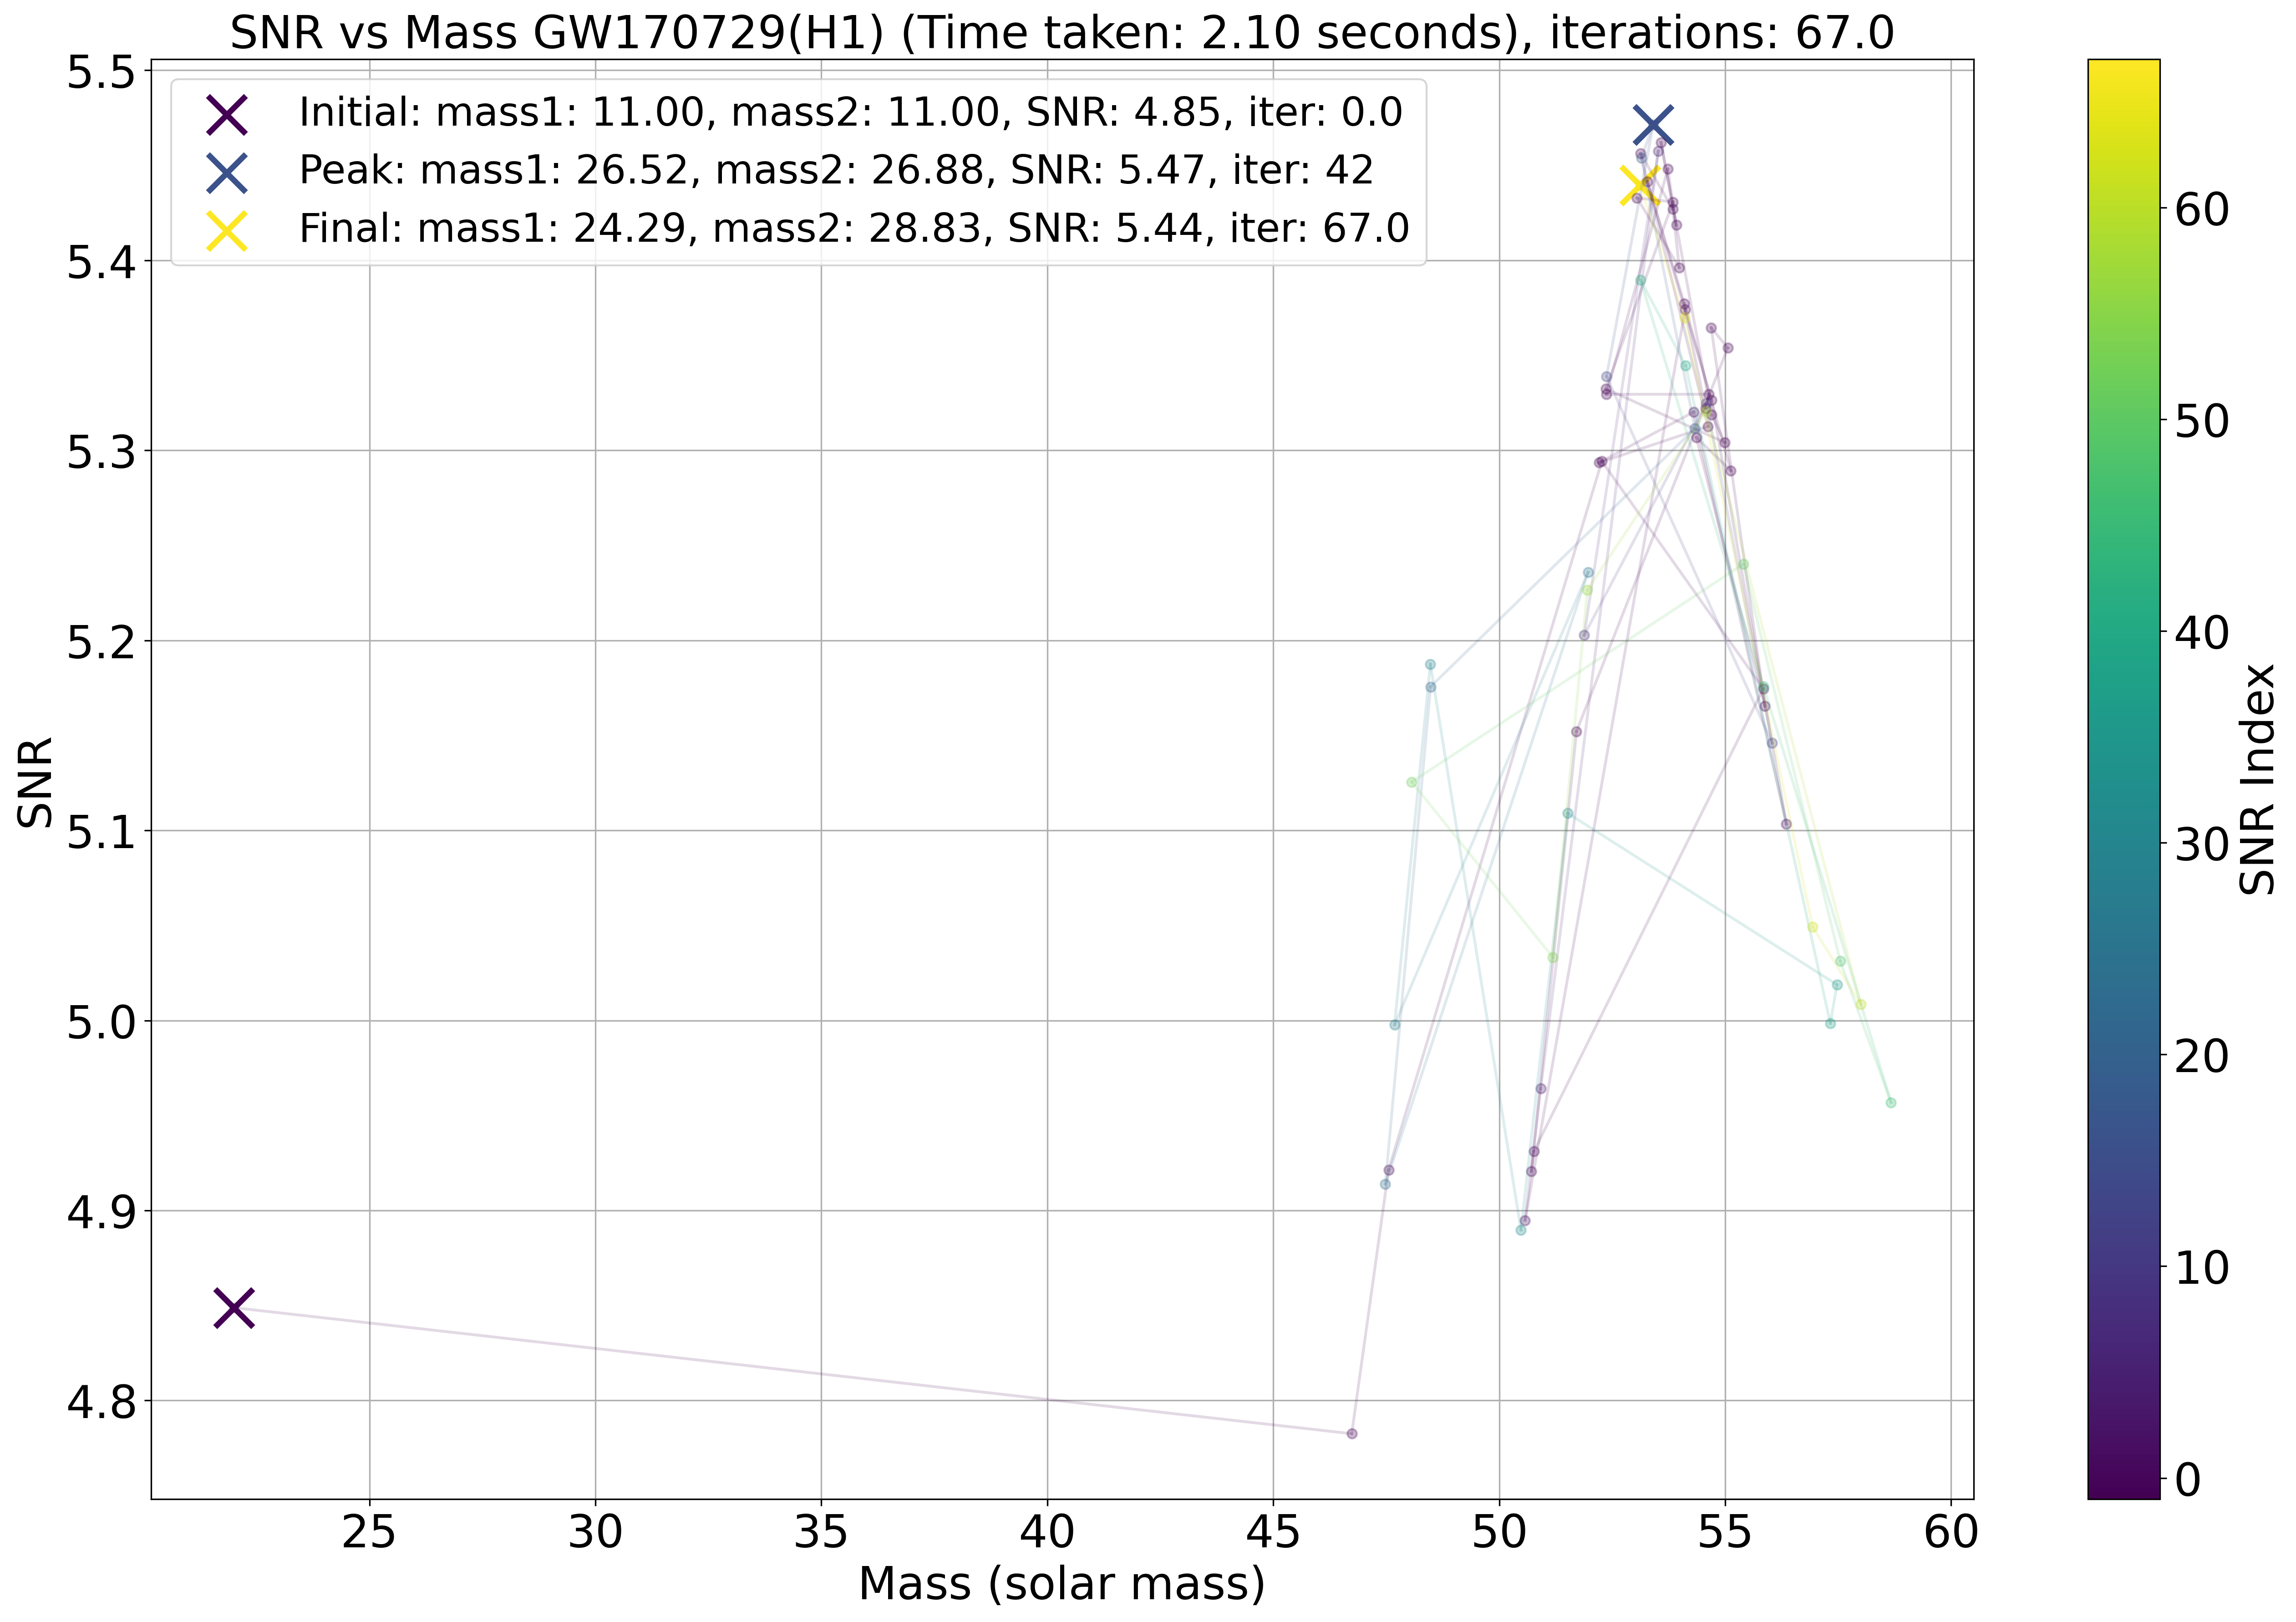 SNR vs Mass GW170729(H1) (Time taken: 2.10 seconds), iterations: 67.0
Initial: mass1: 11.00, mass2: 11.00, SNR: 4.85, iter: 0.0
Peak: mass1: 26.52, mass2: 26.88, SNR: 5.47, iter: 42
Final: mass1: 24.29, mass2: 28.83, SNR: 5.44, iter: 67.0
5.5
5.4
5.3
5.2
5.1
5.0
4.9
4.8
SNR
25 30 35 40 45 50 55 60
Mass (solar mass)
60
50
40
30
20
10
0
SNR Index